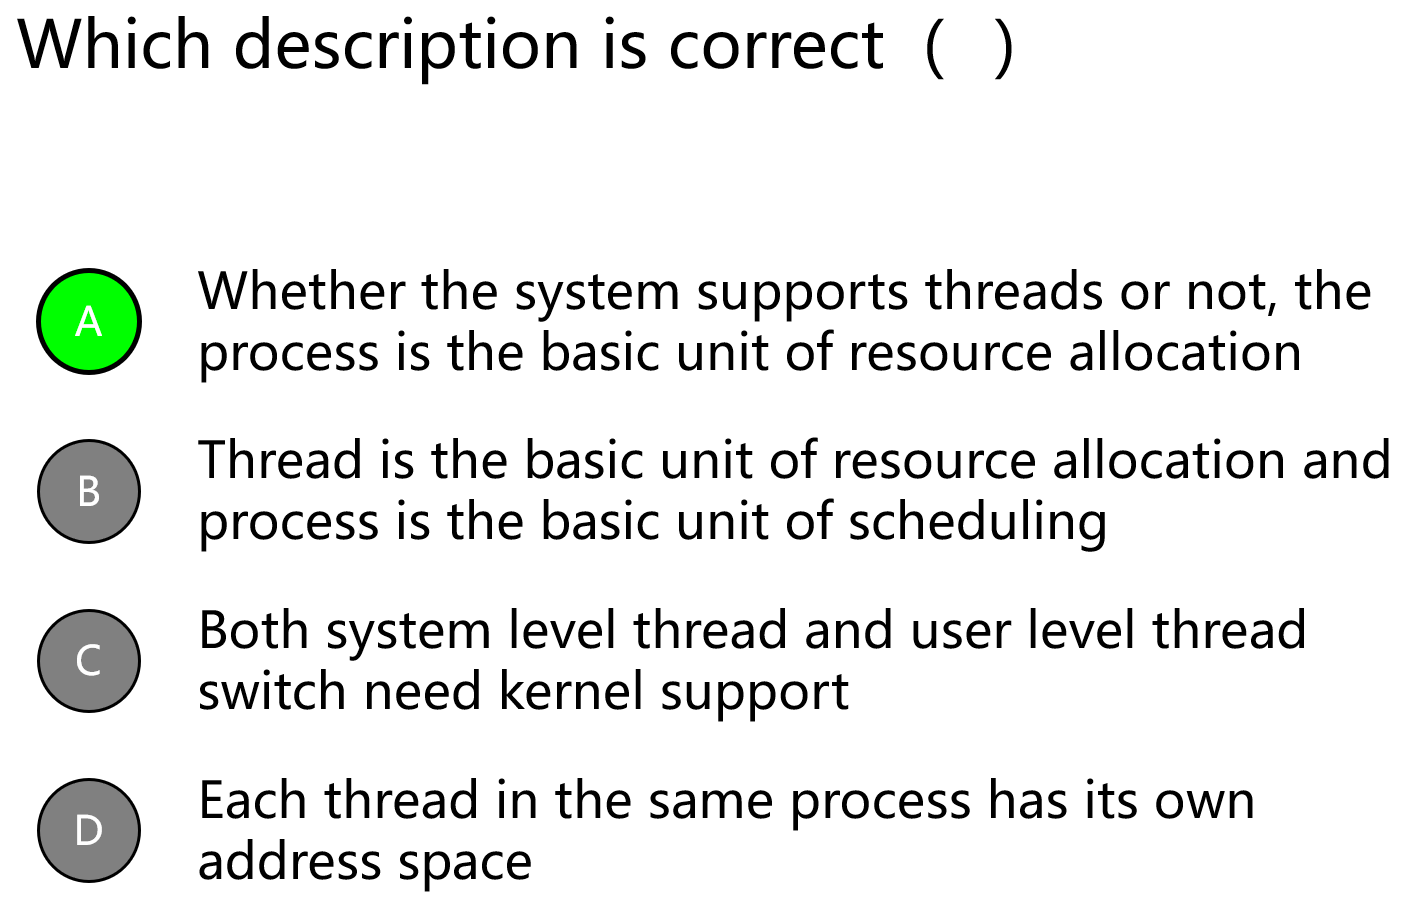 Which description is correct（ ）
A
Whether the system supports threads or not, the
process is the basic unit of resource allocation
B
Thread is the basic unit of resource allocation and
process is the basic unit of scheduling
C
Both system level thread and user level thread
switch need kernel support
D
Each thread in the same process has its own
address space